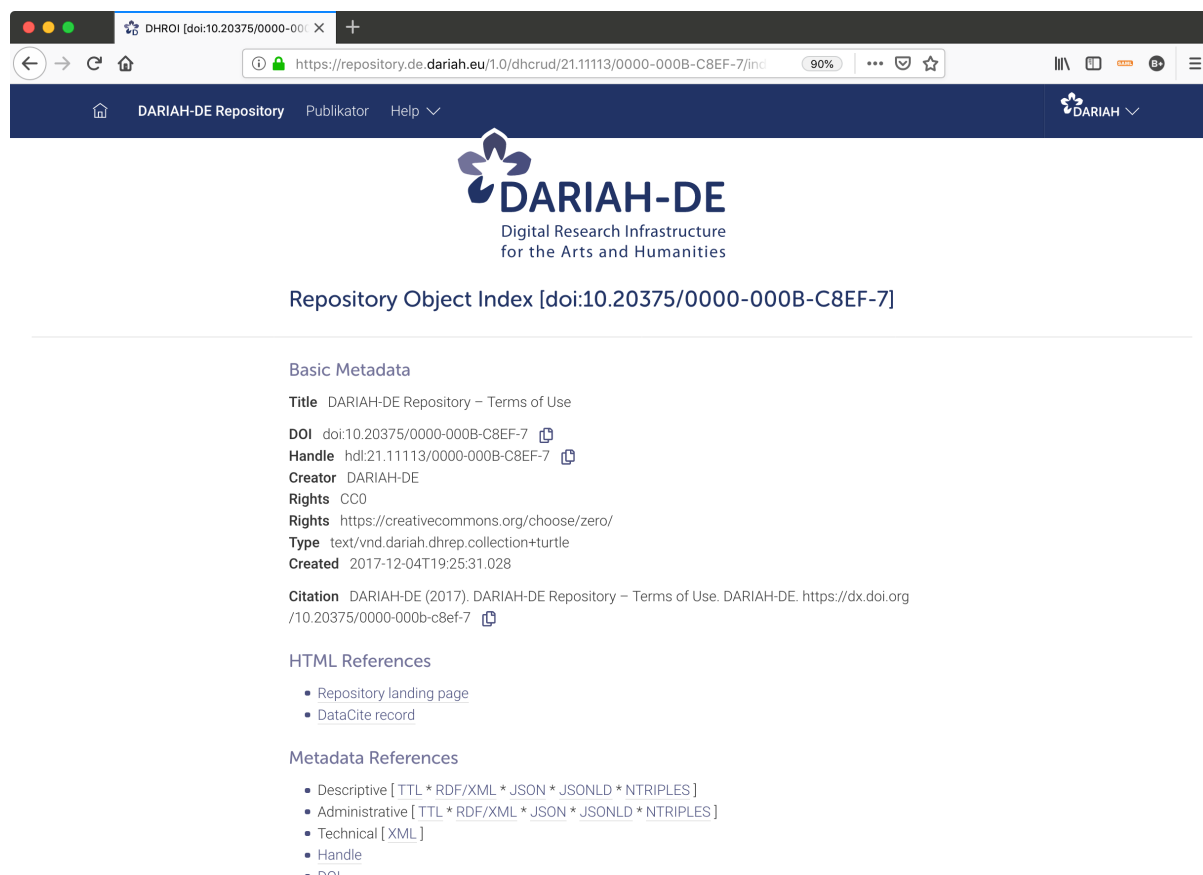 DHROI [doi:10.20375/0000-00
https://repository.de.dariah.eu/1.0/dhcrud/21.11113/0000-000B-C8EF-7/ind
90%
DARIAH-DE Repository Publikator Help
DARIAH
DARIAH-DE
Digital Research Infrastructure
for the Arts and Humanities
Repository Object Index [doi:10.20375/0000-000B-C8EF-7]
Basic Metadata
Title DARIAH-DE Repository – Terms of Use
DOI doi:10.20375/0000-000B-C8EF-7
Handle hdl:21.11113/0000-000B-C8EF-7
Creator DARIAH-DE
Rights CC0
Rights https://creativecommons.org/choose/zero/
Type text/vnd.dariah.dhrep.collection+turtle
Created 2017-12-04T19:25:31.028
Citation DARIAH-DE (2017). DARIAH-DE Repository – Terms of Use. DARIAH-DE. https://dx.doi.org
/10.20375/0000-000b-c8ef-7
HTML References
• Repository landing page
• DataCite record
Metadata References
• Descriptive [ TTL * RDF/XML * JSON * JSONLD * NTRIPLES ]
• Administrative [ TTL * RDF/XML * JSON * JSONLD * NTRIPLES ]
• Technical [ XML ]
• Handle
• DOI